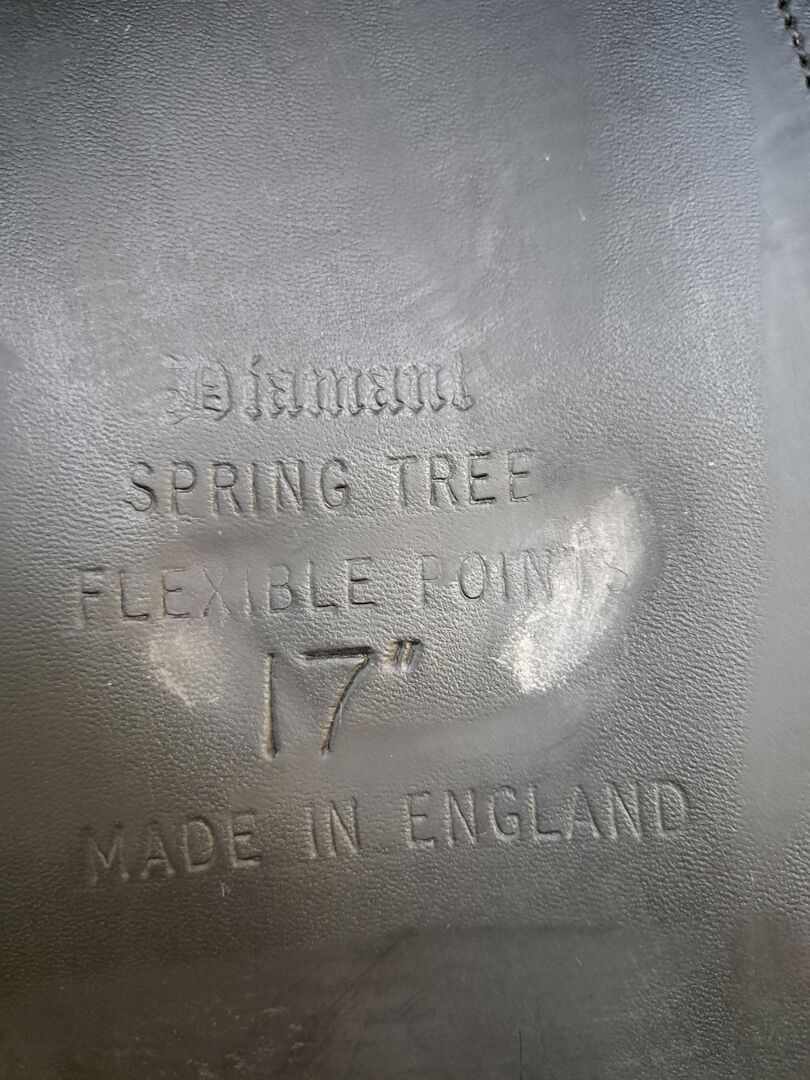 Diamant
SPRING TREE
FLEXIBLE POINTS
17"
MADE IN ENGLAND